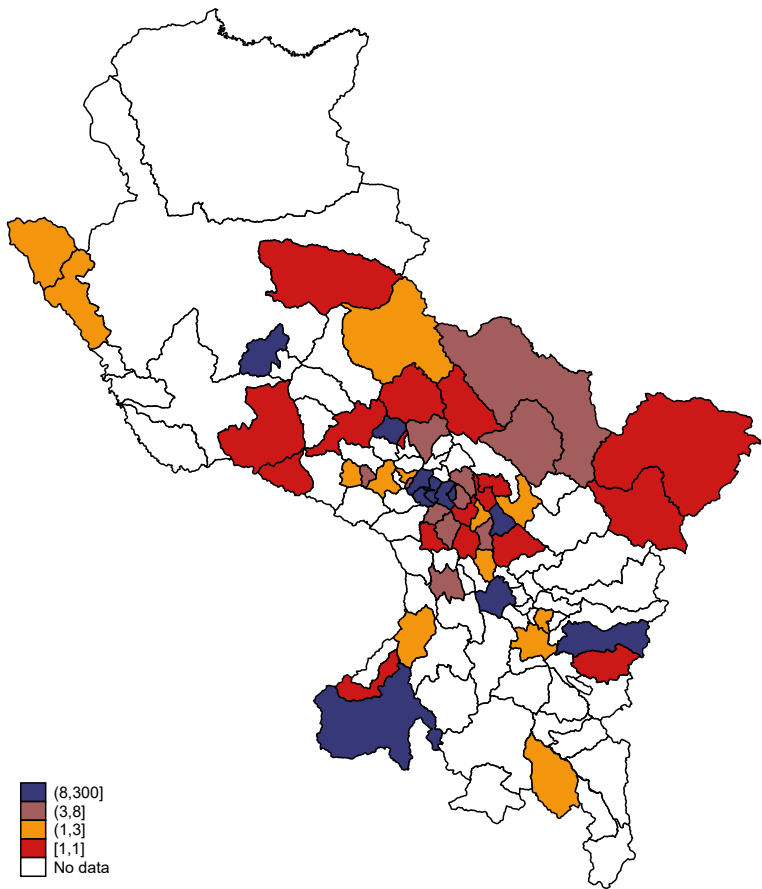 (8,300]
(3,8]
(1,3]
[1,1]
No data